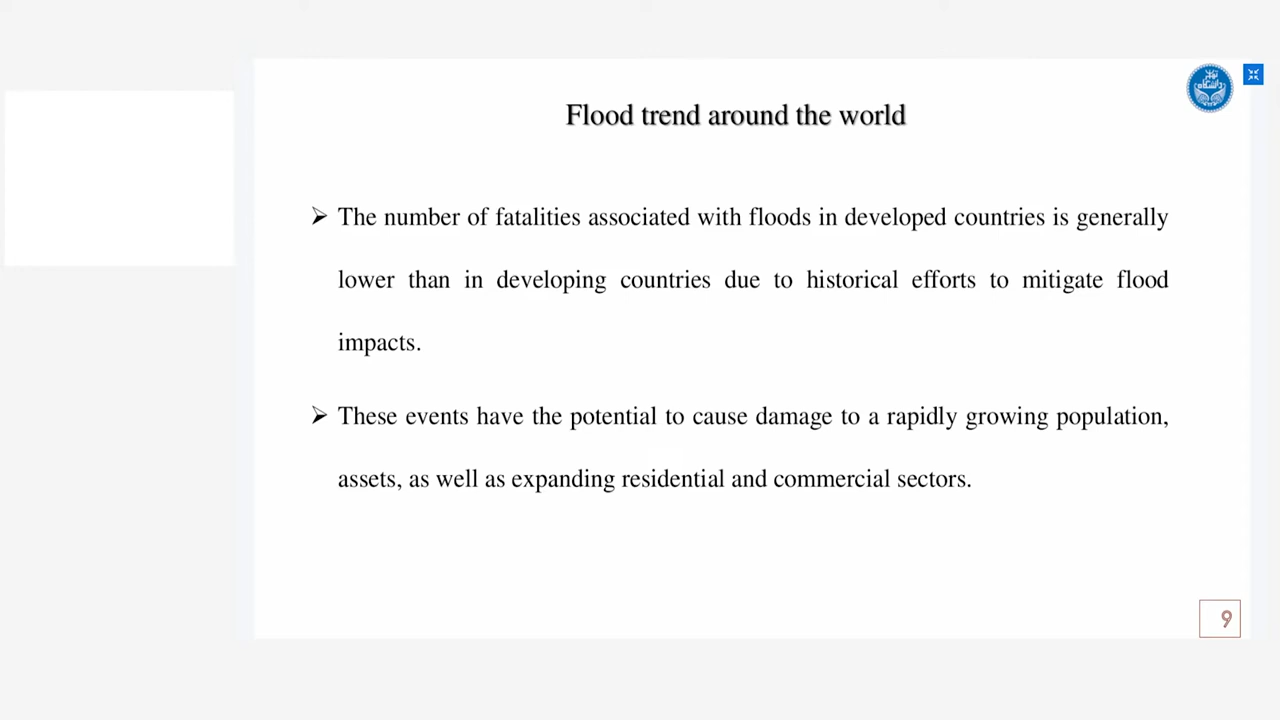 Flood trend around the world
➢ The number of fatalities associated with floods in developed countries is generally
lower than in developing countries due to historical efforts to mitigate flood
impacts.
➢ These events have the potential to cause damage to a rapidly growing population,
assets, as well as expanding residential and commercial sectors.
۹